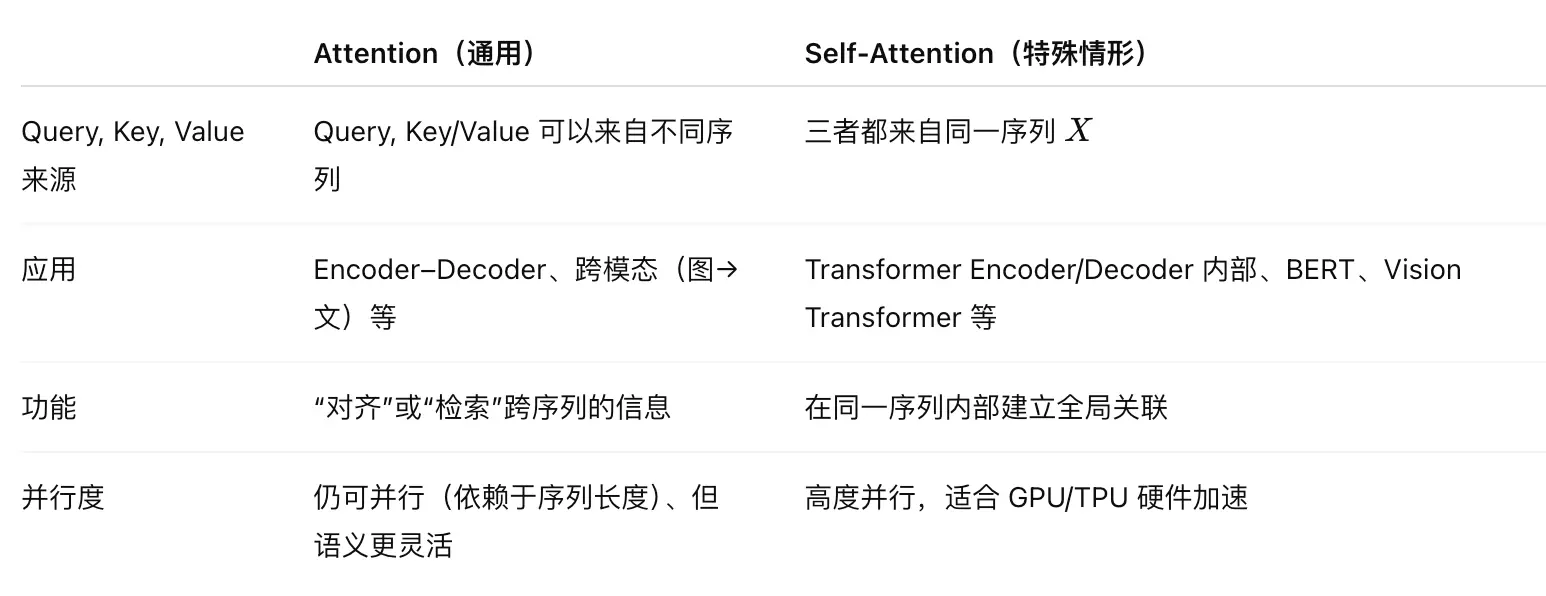 Attention（通用）
Self-Attention（特殊情形）
Query, Key, Value
来源
Query, Key/Value 可以来自不同序
列
三者都来自同一序列 X
应用
Encoder–Decoder、跨模态（图→
文）等
Transformer Encoder/Decoder 内部、BERT、Vision
Transformer 等
功能
“对齐”或“检索”跨序列的信息
在同一序列内部建立全局关联
并行度
仍可并行（依赖于序列长度）、但
语义更灵活
高度并行，适合 GPU/TPU 硬件加速